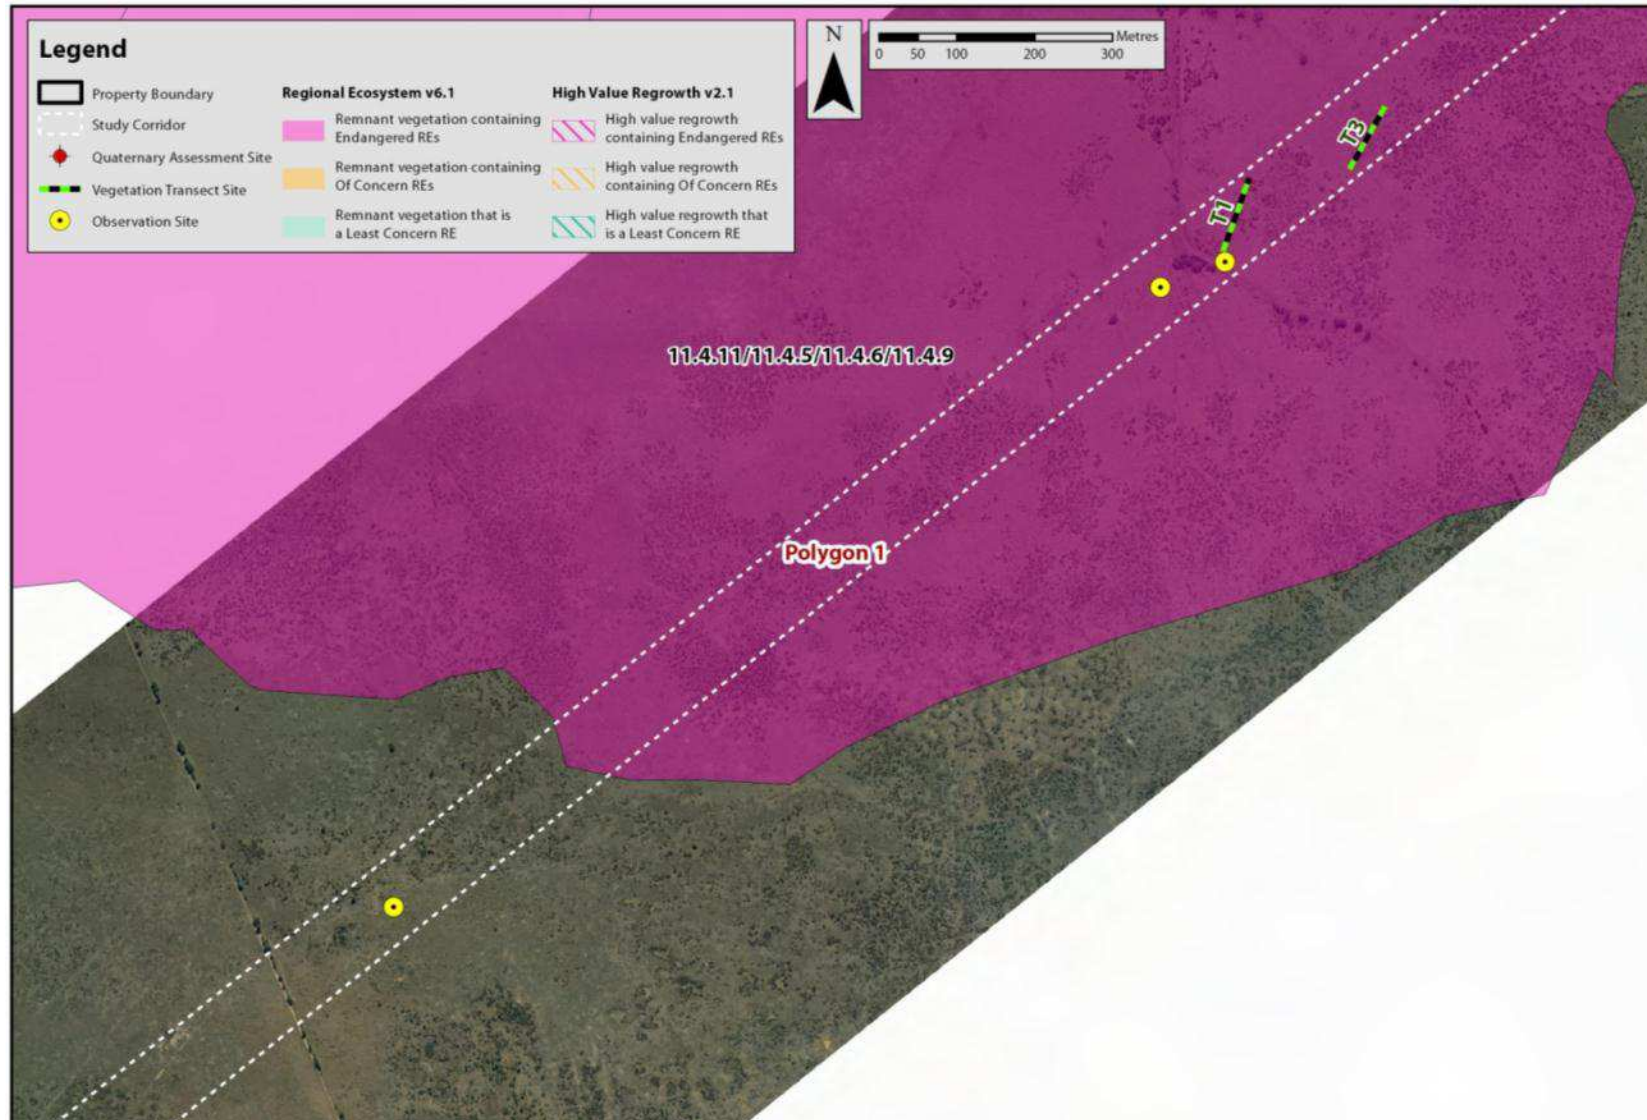 Legend
Property Boundary
Study Corridor
Quaternary Assessment Site
Vegetation Transect Site
Observation Site
Regional Ecosystem v6.1
Remnant vegetation containing
Endangered REs
Remnant vegetation containing
Of Concern REs
Remnant vegetation that is
a Least Concern RE
High Value Regrowth v2.1
High value regrowth
containing Endangered REs
High value regrowth
containing Of Concern REs
High value regrowth that
is a Least Concern RE
N
Metres
0 50 100 200 300
T3
T1
11.4.11/11.4.5/11.4.6/11.4.9
Polygon 1